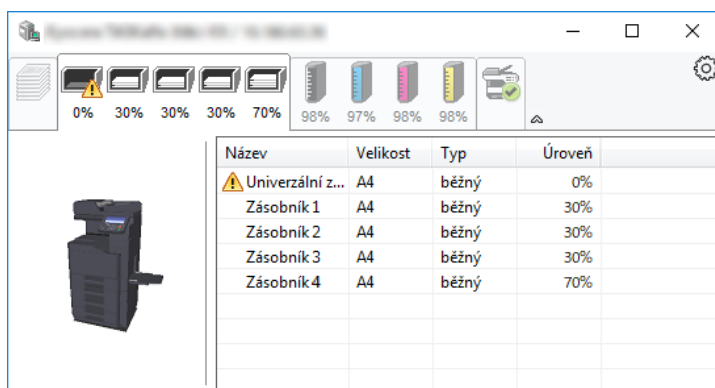 0% 30% 30% 30% 70% 98% 97% 98% 98%
Název Velikost Typ Úroveň
Univerzální z... A4 běžný 0%
Zásobník 1 A4 běžný 30%
Zásobník 2 A4 běžný 30%
Zásobník 3 A4 běžný 30%
Zásobník 4 A4 běžný 70%